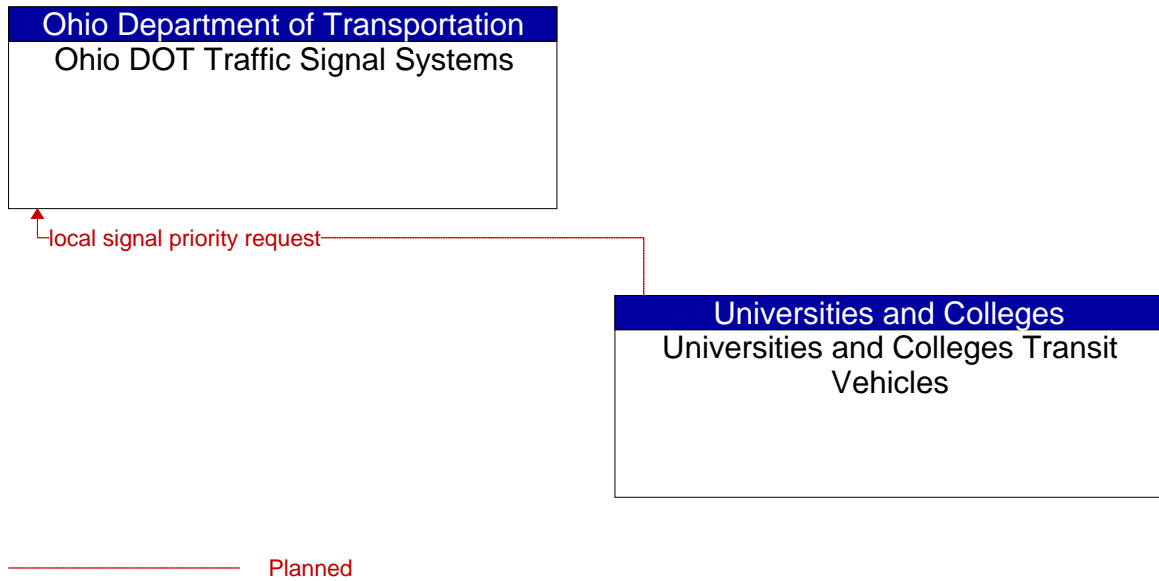 Ohio Department of Transportation
Ohio DOT Traffic Signal Systems
local signal priority request
Universities and Colleges
Universities and Colleges Transit
Vehicles
Planned